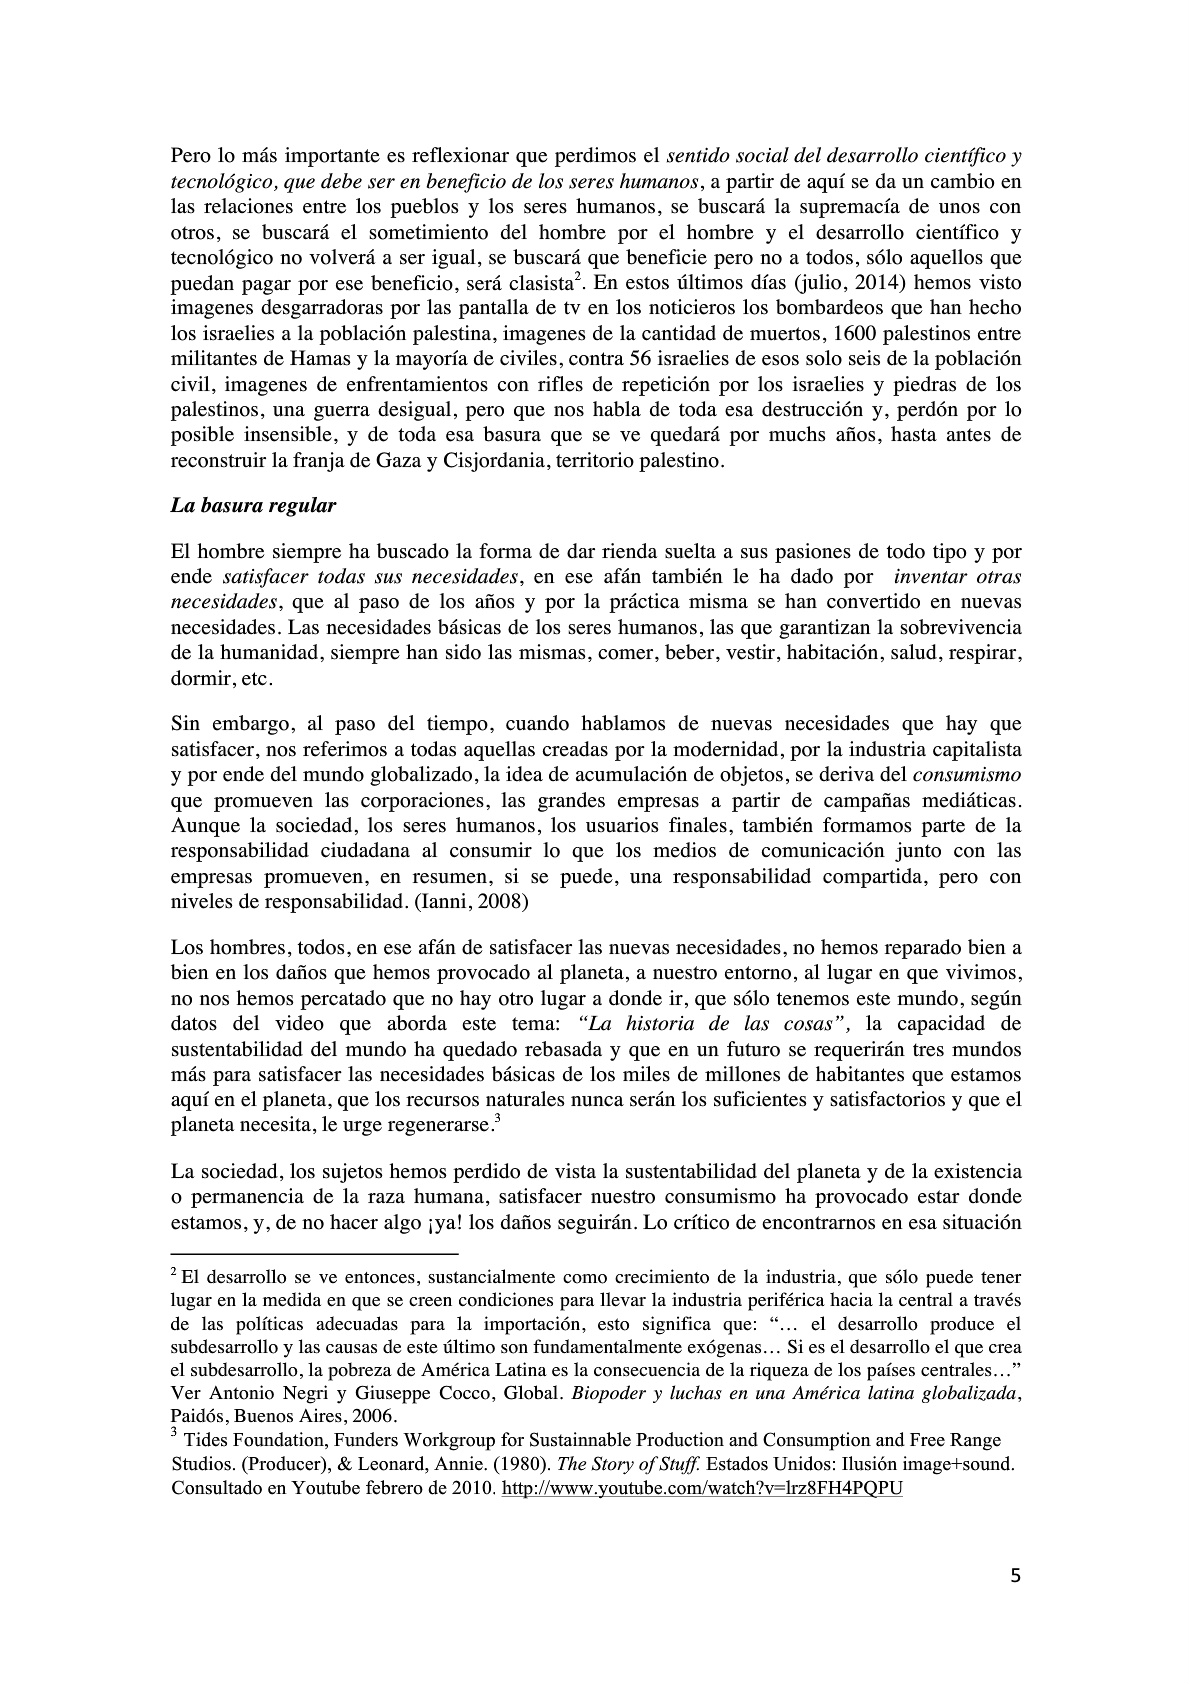 Pero lo más importante es reflexionar que perdimos el sentido social del desarrollo científico y
tecnológico, que debe ser en beneficio de los seres humanos, a partir de aquí se da un cambio en
las relaciones entre los pueblos y los seres humanos, se buscará la supremacía de unos con
otros, se buscará el sometimiento del hombre por el hombre y el desarrollo científico y
tecnológico no volverá a ser igual, se buscará que beneficie pero no a todos, sólo aquellos que
puedan pagar por ese beneficio, será clasista2. En estos últimos días (julio, 2014) hemos visto
imagenes desgarradoras por las pantalla de tv en los noticieros los bombardeos que han hecho
los israelies a la población palestina, imagenes de la cantidad de muertos, 1600 palestinos entre
militantes de Hamas y la mayoría de civiles, contra 56 israelies de esos solo seis de la población
civil, imagenes de enfrentamientos con rifles de repetición por los israelies y piedras de los
palestinos, una guerra desigual, pero que nos habla de toda esa destrucción y, perdón por lo
posible insensible, y de toda esa basura que se ve quedará por muchs años, hasta antes de
reconstruir la franja de Gaza y Cisjordania, territorio palestino.
La basura regular
El hombre siempre ha buscado la forma de dar rienda suelta a sus pasiones de todo tipo y por
ende satisfacer todas sus necesidades, en ese afán también le ha dado por inventar otras
necesidades, que al paso de los años y por la práctica misma se han convertido en nuevas
necesidades. Las necesidades básicas de los seres humanos, las que garantizan la sobrevivencia
de la humanidad, siempre han sido las mismas, comer, beber, vestir, habitación, salud, respirar,
dormir, etc.
Sin embargo, al paso del tiempo, cuando hablamos de nuevas necesidades que hay que
satisfacer, nos referimos a todas aquellas creadas por la modernidad, por la industria capitalista
y por ende del mundo globalizado, la idea de acumulación de objetos, se deriva del consumismo
que promueven las corporaciones, las grandes empresas a partir de campañas mediáticas.
Aunque la sociedad, los seres humanos, los usuarios finales, también formamos parte de la
responsabilidad ciudadana al consumir lo que los medios de comunicación junto con las
empresas promueven, en resumen, si se puede, una responsabilidad compartida, pero con
niveles de responsabilidad. (Ianni, 2008)
Los hombres, todos, en ese afán de satisfacer las nuevas necesidades, no hemos reparado bien a
bien en los daños que hemos provocado al planeta, a nuestro entorno, al lugar en que vivimos,
no nos hemos percatado que no hay otro lugar a donde ir, que sólo tenemos este mundo, según
datos del video que aborda este tema: “La historia de las cosas”, la capacidad de
sustentabilidad del mundo ha quedado rebasada y que en un futuro se requerirán tres mundos
más para satisfacer las necesidades básicas de los miles de millones de habitantes que estamos
aquí en el planeta, que los recursos naturales nunca serán los suficientes y satisfactorios y que el
planeta necesita, le urge regenerarse.3
La sociedad, los sujetos hemos perdido de vista la sustentabilidad del planeta y de la existencia
o permanencia de la raza humana, satisfacer nuestro consumismo ha provocado estar donde
estamos, y, de no hacer algo ¡ya! los daños seguirán. Lo crítico de encontrarnos en esa situación
2 El desarrollo se ve entonces, sustancialmente como crecimiento de la industria, que sólo puede tener
lugar en la medida en que se creen condiciones para llevar la industria periférica hacia la central a través
de las políticas adecuadas para la importación, esto significa que: “… el desarrollo produce el
subdesarrollo y las causas de este último son fundamentalmente exógenas… Si es el desarrollo el que crea
el subdesarrollo, la pobreza de América Latina es la consecuencia de la riqueza de los países centrales…”
Ver Antonio Negri y Giuseppe Cocco, Global. Biopoder y luchas en una América latina globalizada,
Paidós, Buenos Aires, 2006.
3 Tides Foundation, Funders Workgroup for Sustainnable Production and Consumption and Free Range
Studios. (Producer), & Leonard, Annie. (1980). The Story of Stuff. Estados Unidos: Ilusión image+sound.
Consultado en Youtube febrero de 2010. http://www.youtube.com/watch?v=lrz8FH4PQPU
5